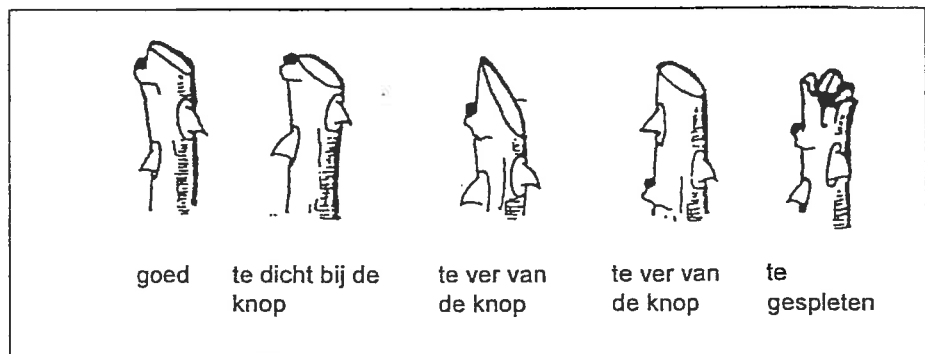 goed
te dicht bij de
knop
te ver van
de knop
te ver van
de knop
te
gespleten